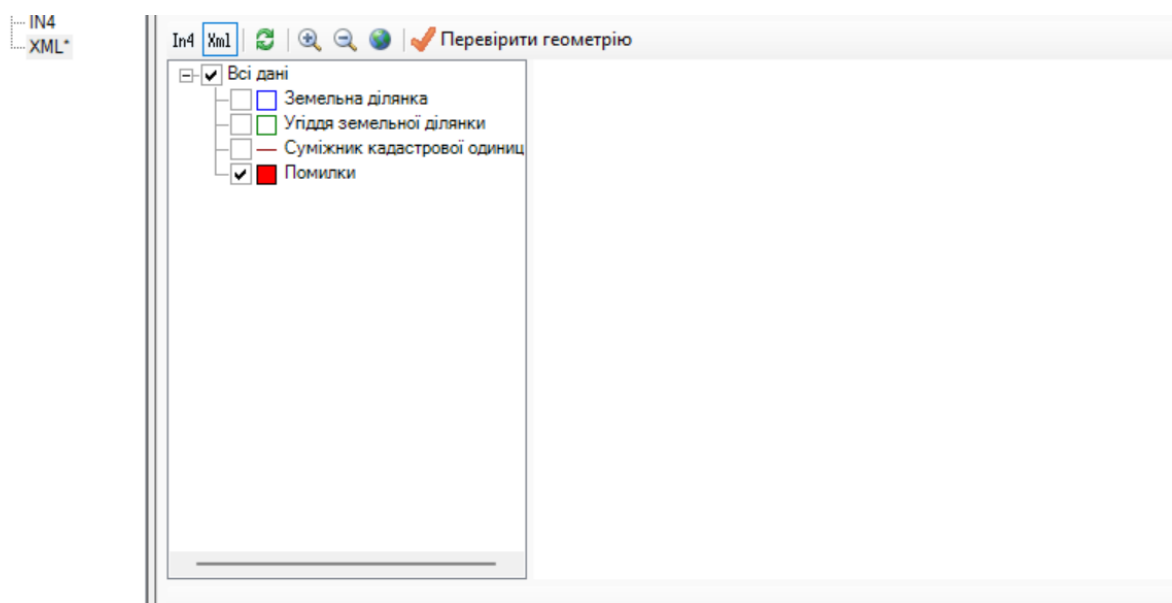 IN4
XML*
In4 Xml Перевірити геометрію
Всі дані
Земельна ділянка
Угіддя земельної ділянки
Суміжник кадастрової одиниц
Помилки